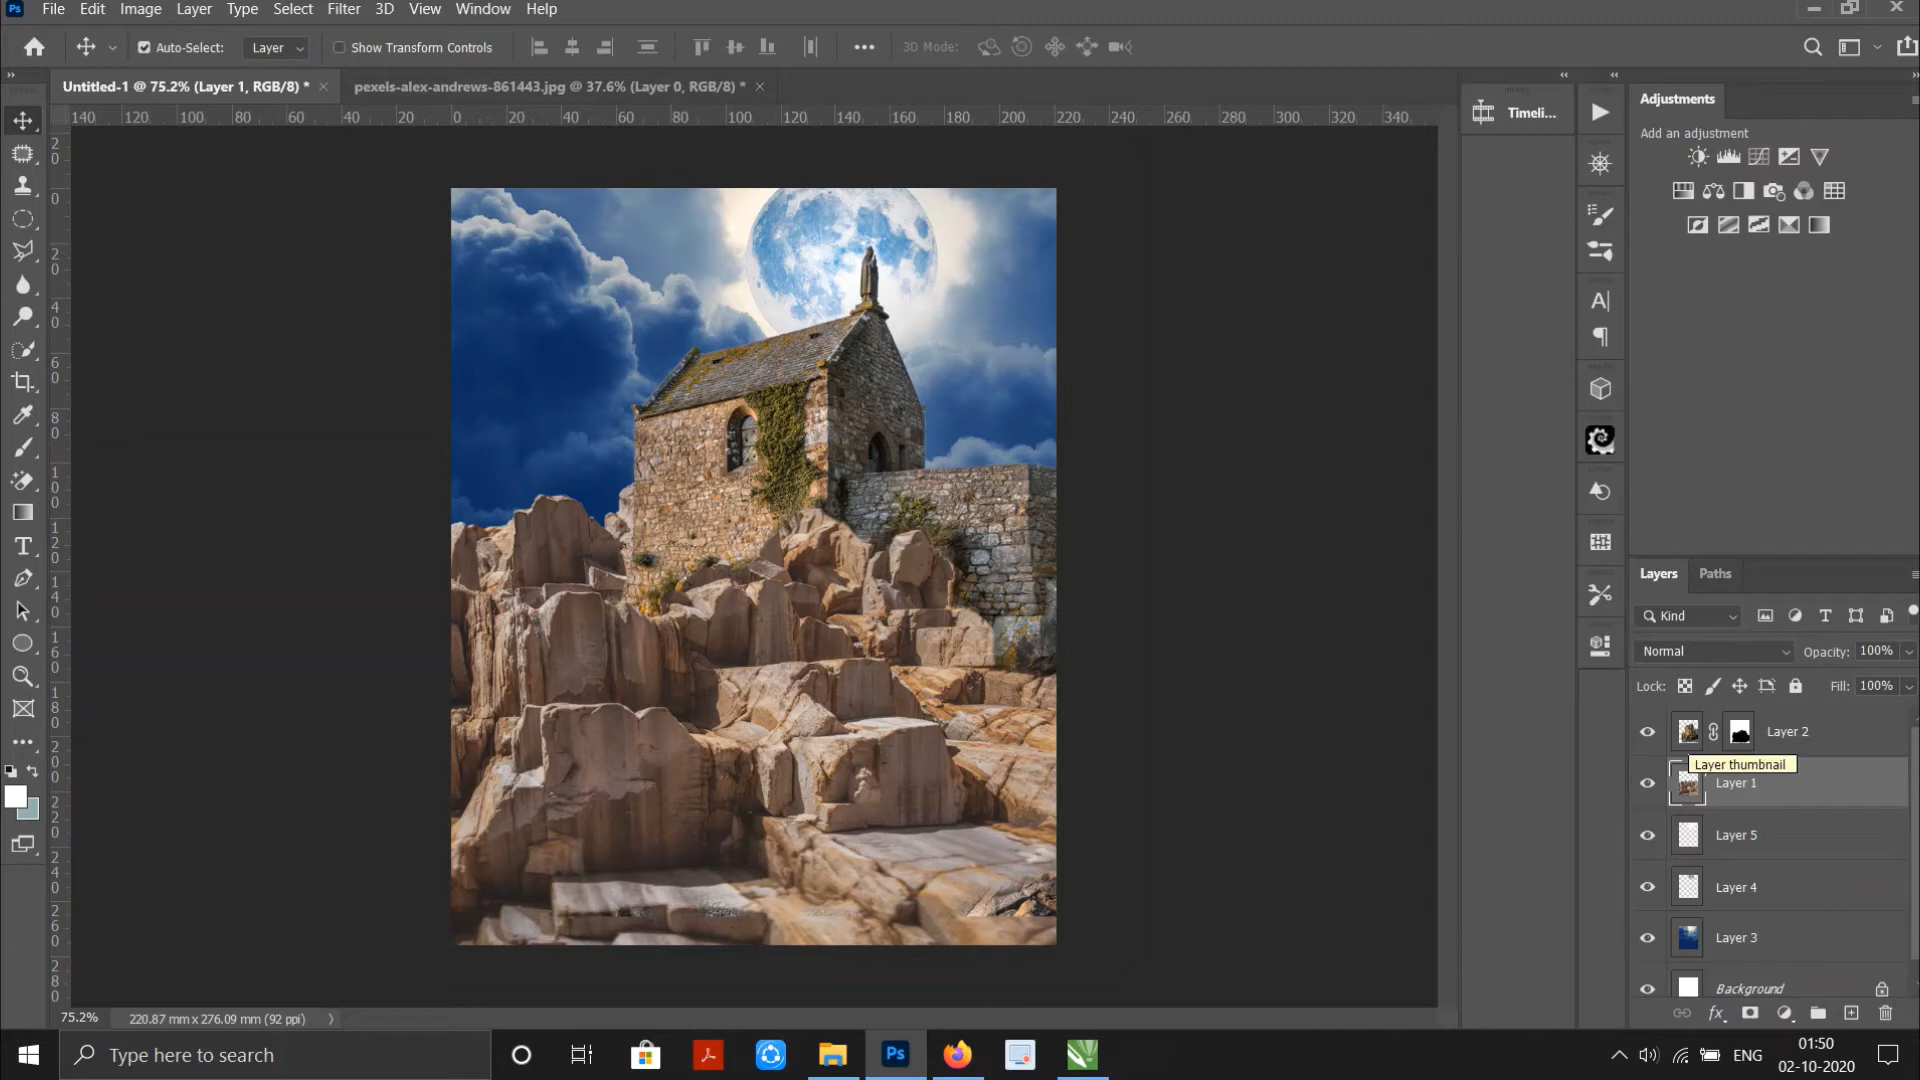 Ps File Edit Image Layer Type Select Filter 3D View Window Help
Auto-Select: Layer Show Transform Controls 3D Mode:
Untitled-1 @ 75.2% (Layer 1, RGB/8) * pexels-alex-andrews-861443.jpg @ 37.6% (Layer 0, RGB/8) *
140 120 100 80 60 40 20 0 20 40 60 80 100 120 140 160 180 200 220 240 260 280 300 320 340
Timeli...
Adjustments
Add an adjustment
Layers Paths
Kind
Normal Opacity: 100%
Lock: Fill: 100%
Layer 2
Layer thumbnail
Layer 1
Layer 5
Layer 4
Layer 3
Background
75.2% 220.87 mm x 276.09 mm (92 ppi)
Type here to search
Ps
ENG
01:50
02-10-2020